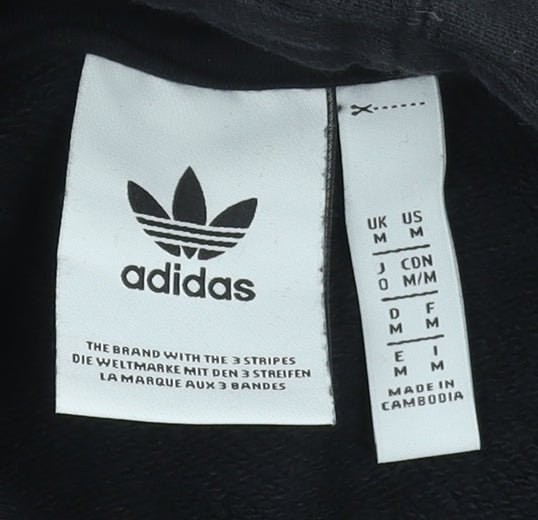 adidas
THE BRAND WITH THE 3 STRIPES
DIE WELTMARKE MIT DEN 3 STREIFEN
LA MARQUE AUX 3 BANDES
UK US
M M
J CDN
O M/M
D F
M M
E I
M M
MADE IN
CAMBODIA